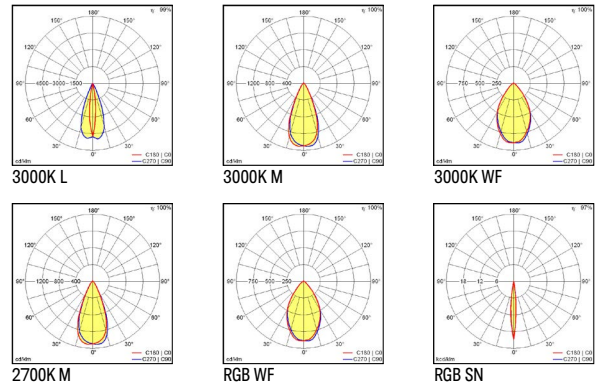 180° η 99%
150° 150°
120° 120°
90° 4500 3000 1500 90°
60° 60°
30° 0° 30°
cd/klm
C180 | C0
C270 | C90
3000K L
180° η 100%
150° 150°
120° 120°
90° 1200 800 400 90°
60° 60°
30° 0° 30°
cd/klm
C180 | C0
C270 | C90
3000K M
180° η 100%
150° 150°
120° 120°
90° 750 500 250 90°
60° 60°
30° 0° 30°
cd/klm
C180 | C0
C270 | C90
3000K WF
180° η 100%
150° 150°
120° 120°
90° 1200 800 400 90°
60° 60°
30° 0° 30°
cd/klm
C180 | C0
C270 | C90
2700K M
180° η 100%
150° 150°
120° 120°
90° 750 500 250 90°
60° 60°
30° 0° 30°
cd/klm
C180 | C0
C270 | C90
RGB WF
180° η 97%
150° 150°
120° 120°
90° 18 12 6 90°
60° 60°
30° 0° 30°
kcd/klm
C180 | C0
C270 | C90
RGB SN